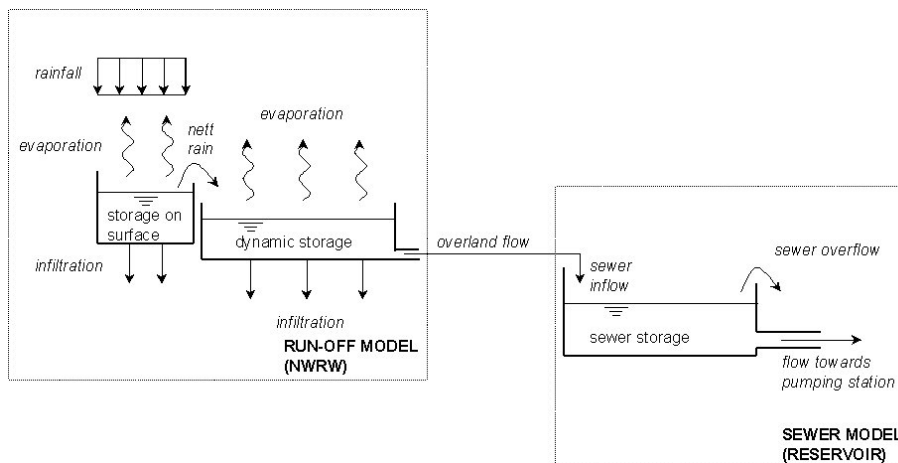 rainfall
evaporation
nett
rain
evaporation
storage on
surface
dynamic storage
infiltration
infiltration
overland flow
RUN-OFF MODEL
(NWRW)
sewer
inflow
sewer overflow
sewer storage
flow towards
pumping station
SEWER MODEL
(RESERVOIR)